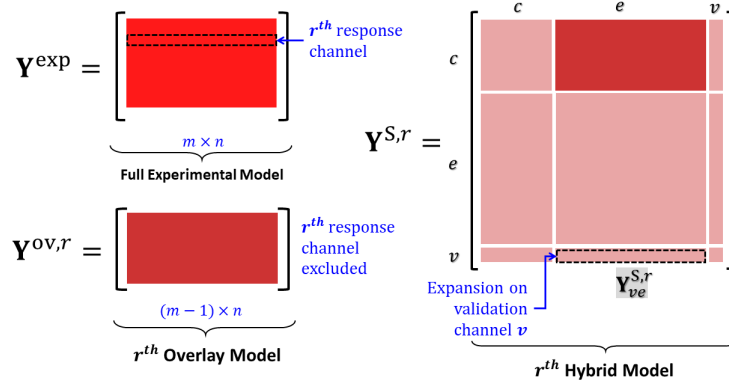 Y^exp =
r^th response
channel
m × n
Full Experimental Model
Y^ov,r =
r^th response
channel
excluded
(m − 1) × n
r^th Overlay Model
Y^S,r =
c e v
c
e
v
Expansion on
validation
channel v
Y_ve^S,r
r^th Hybrid Model